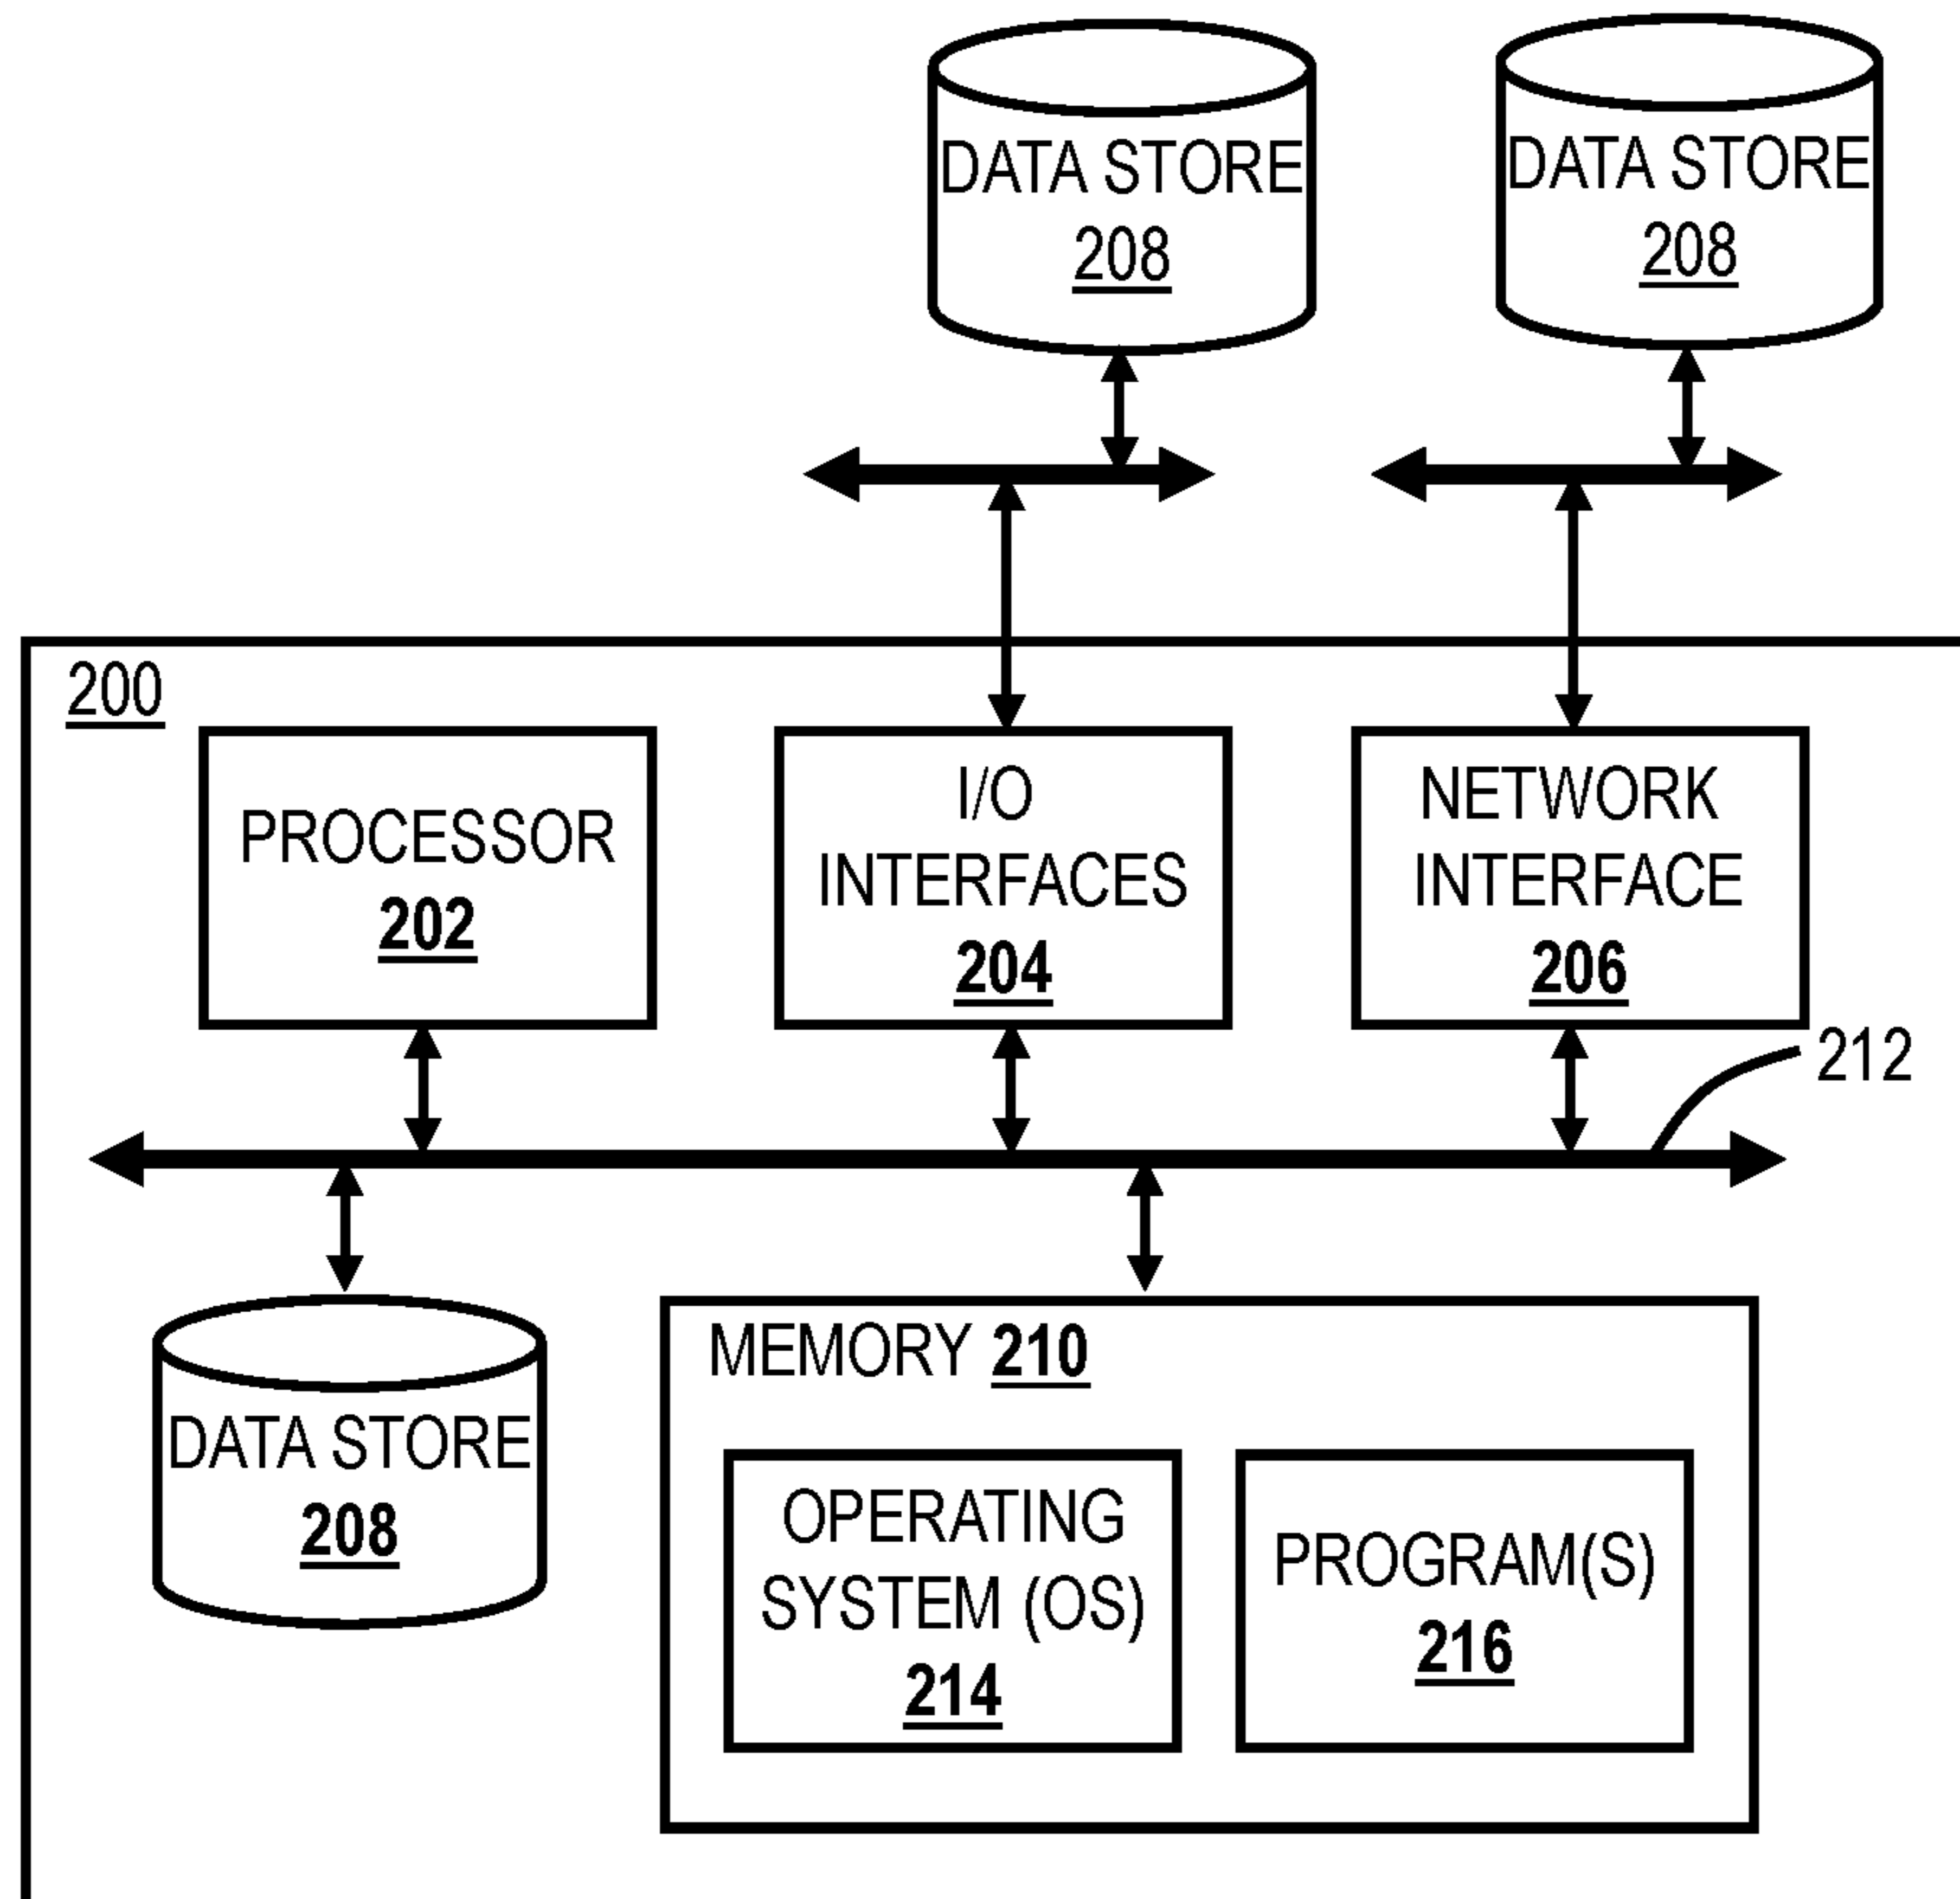 DATA STORE
208
DATA STORE
208
200
PROCESSOR
202
I/O
INTERFACES
204
NETWORK
INTERFACE
206
212
DATA STORE
208
MEMORY 210
OPERATING
SYSTEM (OS)
214
PROGRAM(S)
216